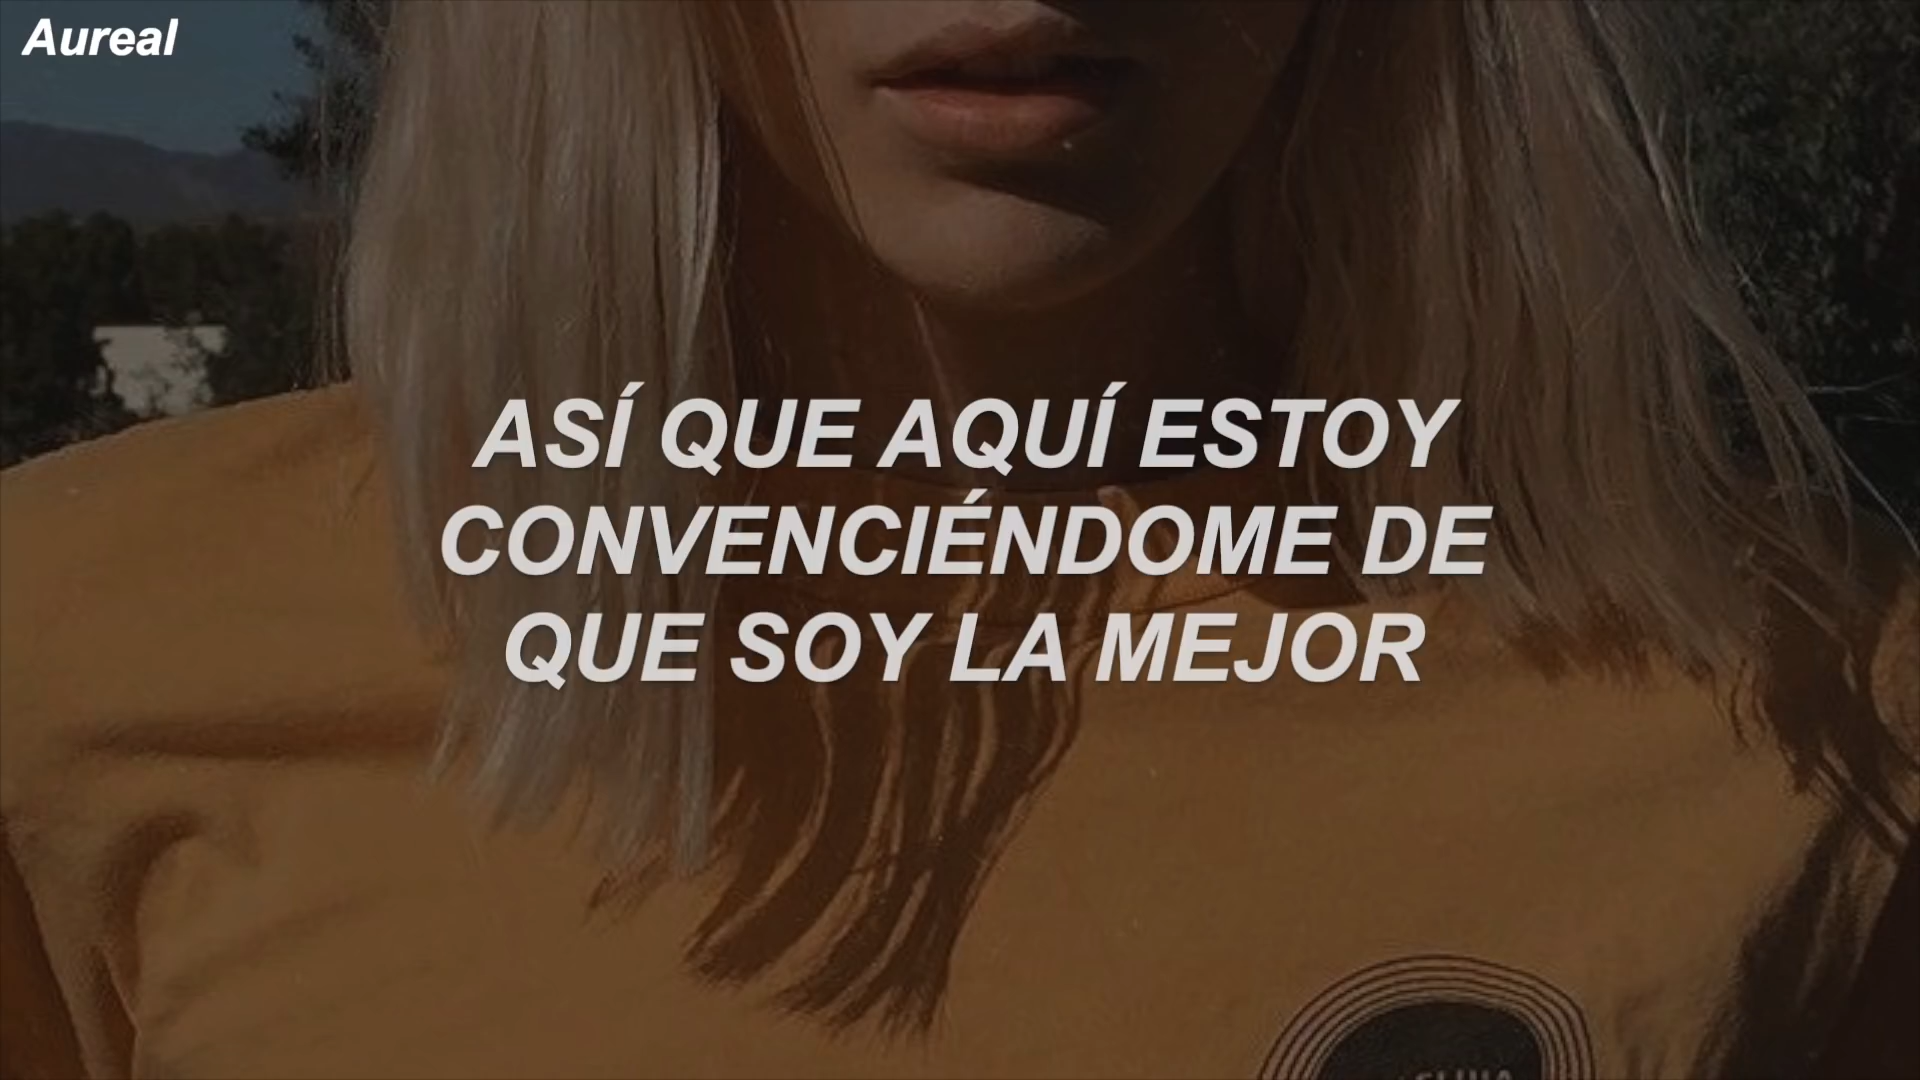 Aureal
ASÍ QUE AQUÍ ESTOY
CONVENCIÉNDOME DE
QUE SOY LA MEJOR